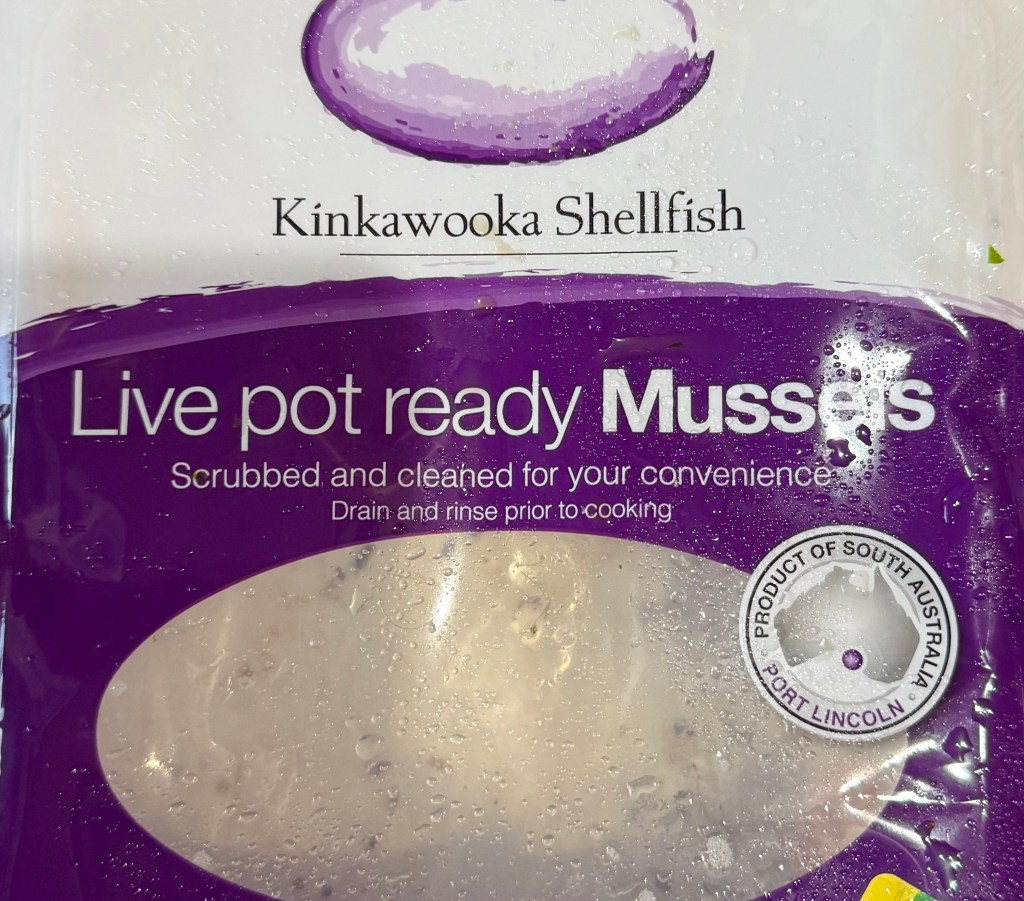 Kinkawooka Shellfish
Live pot ready Mussels
Scrubbed and cleaned for your convenience
Drain and rinse prior to cooking
PRODUCT OF SOUTH AUSTRALIA
PORT LINCOLN